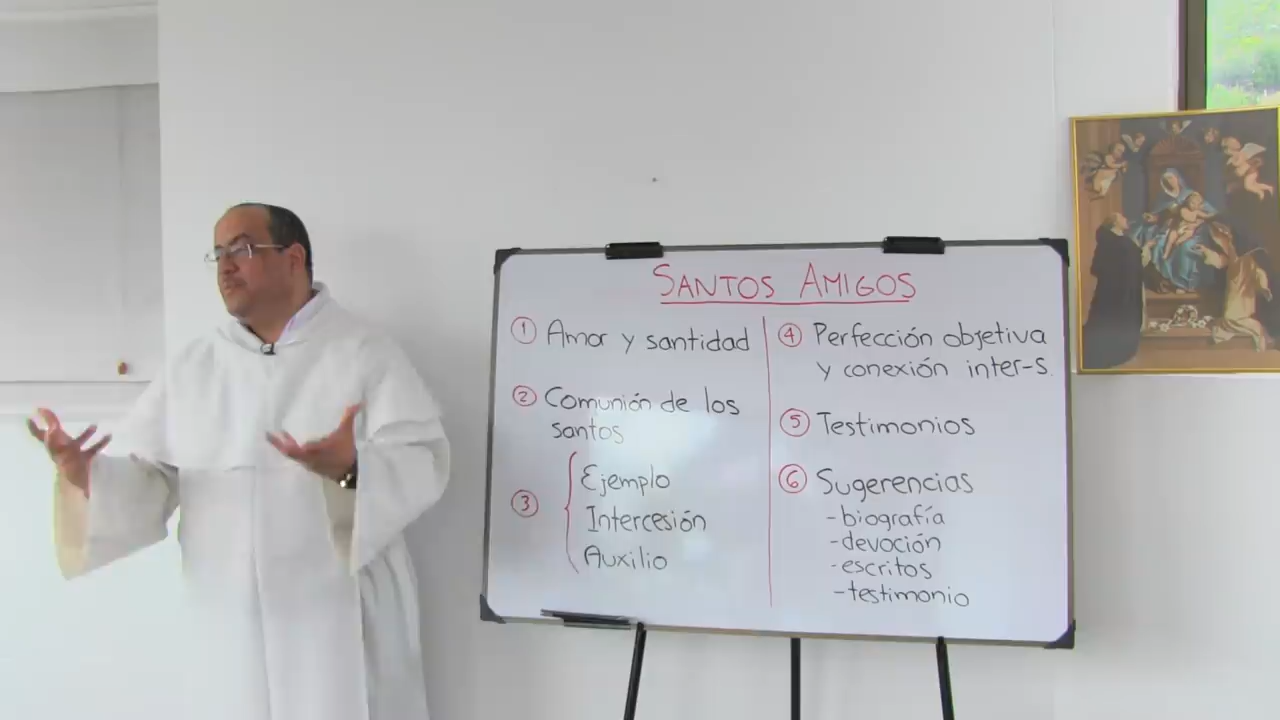 SANTOS AMIGOS
① Amor y santidad
② Comunión de los
santos
③ Ejemplo
Intercesión
Auxilio
④ Perfección objetiva
y conexión inter-s.
⑤ Testimonios
⑥ Sugerencias
-biografía
-devoción
-escritos
-testimonio